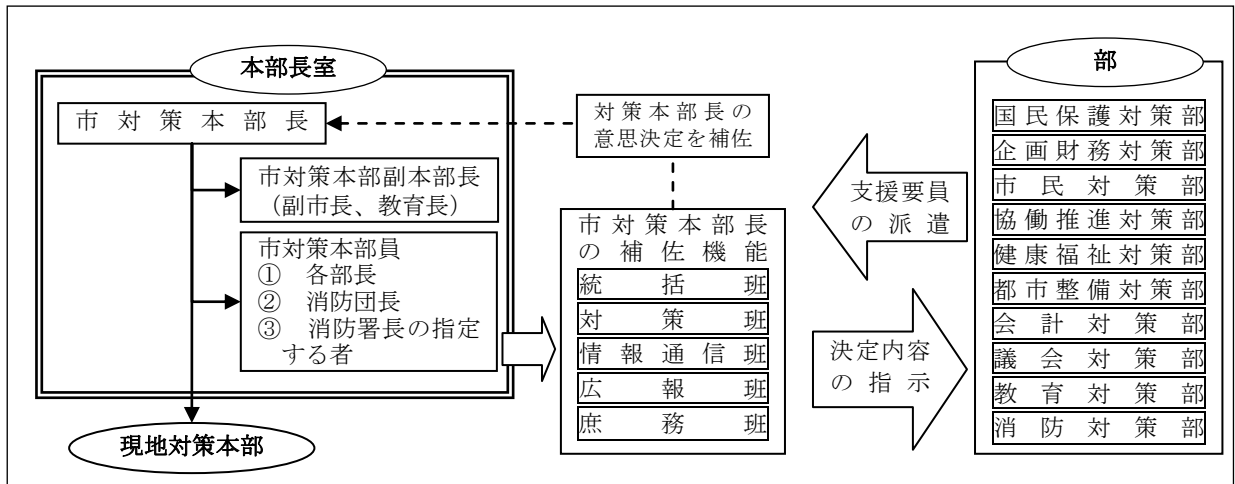 本部長室
市対策本部長
市対策本部副本部長
（副市長、教育長）
市対策本部員
① 各部長
② 消防団長
③ 消防署長の指定
する者
現地対策本部
対策本部長の
意思決定を補佐
市対策本部長
の補佐機能
統括班
対策班
情報通信班
広報班
庶務班
支援要員
の派遣
決定内容
の指示
部
国民保護対策部
企画財務対策部
市民対策部
協働推進対策部
健康福祉対策部
都市整備対策部
会計対策部
議会対策部
教育対策部
消防対策部